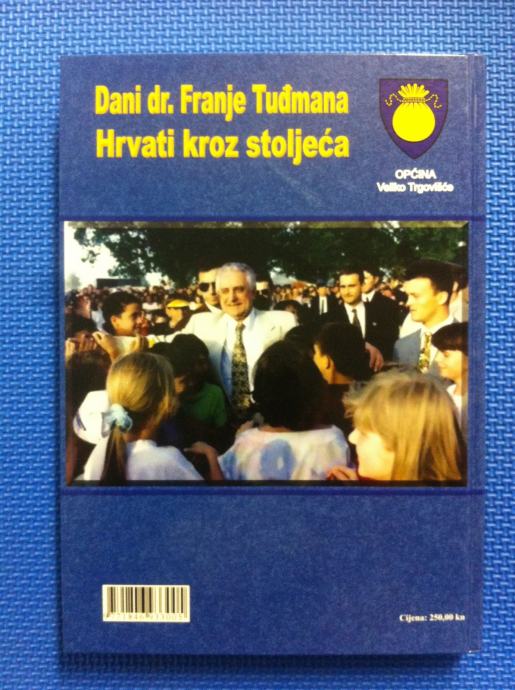 Dani dr. Franje Tuđmana
Hrvati kroz stoljeća
OPĆINA
Veliko Trgovišće
Cijena: 250,00 kn